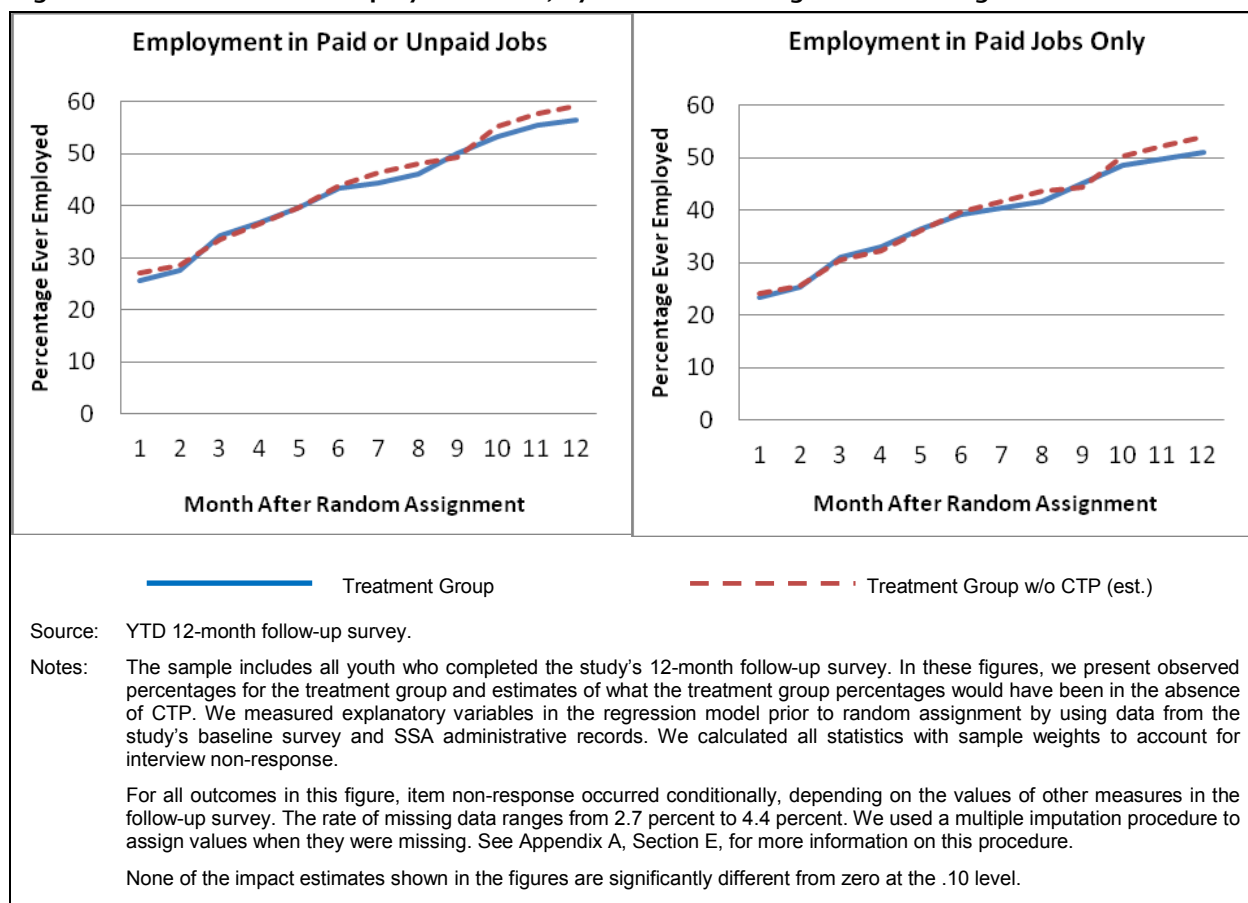 Employment in Paid or Unpaid Jobs
Percentage Ever Employed
60
50
40
30
20
10
0
1 2 3 4 5 6 7 8 9 10 11 12
Month After Random Assignment
Employment in Paid Jobs Only
Percentage Ever Employed
60
50
40
30
20
10
0
1 2 3 4 5 6 7 8 9 10 11 12
Month After Random Assignment
Treatment Group
Treatment Group w/o CTP (est.)
Source: YTD 12-month follow-up survey.
Notes: The sample includes all youth who completed the study's 12-month follow-up survey. In these figures, we present observed
percentages for the treatment group and estimates of what the treatment group percentages would have been in the absence
of CTP. We measured explanatory variables in the regression model prior to random assignment by using data from the
study's baseline survey and SSA administrative records. We calculated all statistics with sample weights to account for
interview non-response.
For all outcomes in this figure, item non-response occurred conditionally, depending on the values of other measures in the
follow-up survey. The rate of missing data ranges from 2.7 percent to 4.4 percent. We used a multiple imputation procedure to
assign values when they were missing. See Appendix A, Section E, for more information on this procedure.
None of the impact estimates shown in the figures are significantly different from zero at the .10 level.